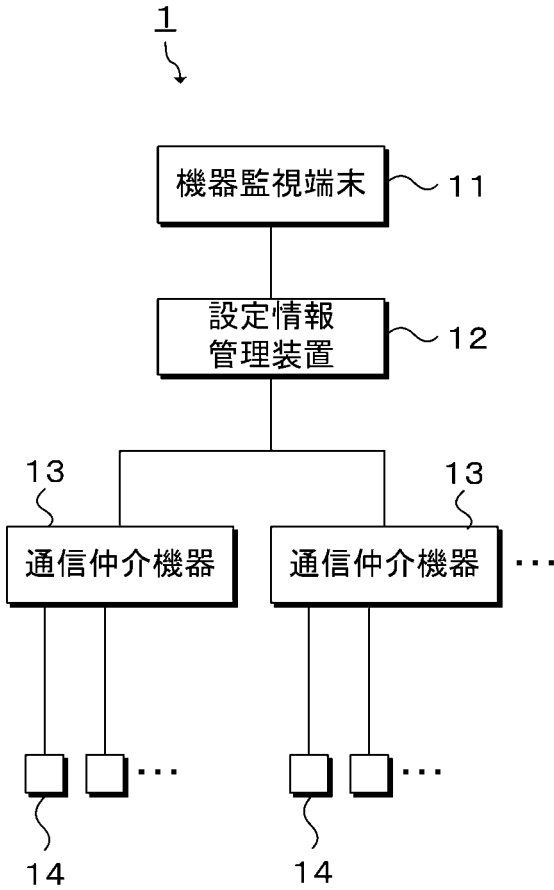 1
機器監視端末
11
設定情報
管理装置
12
13
13
通信仲介機器
通信仲介機器
・・・
・・・
・・・
14
14